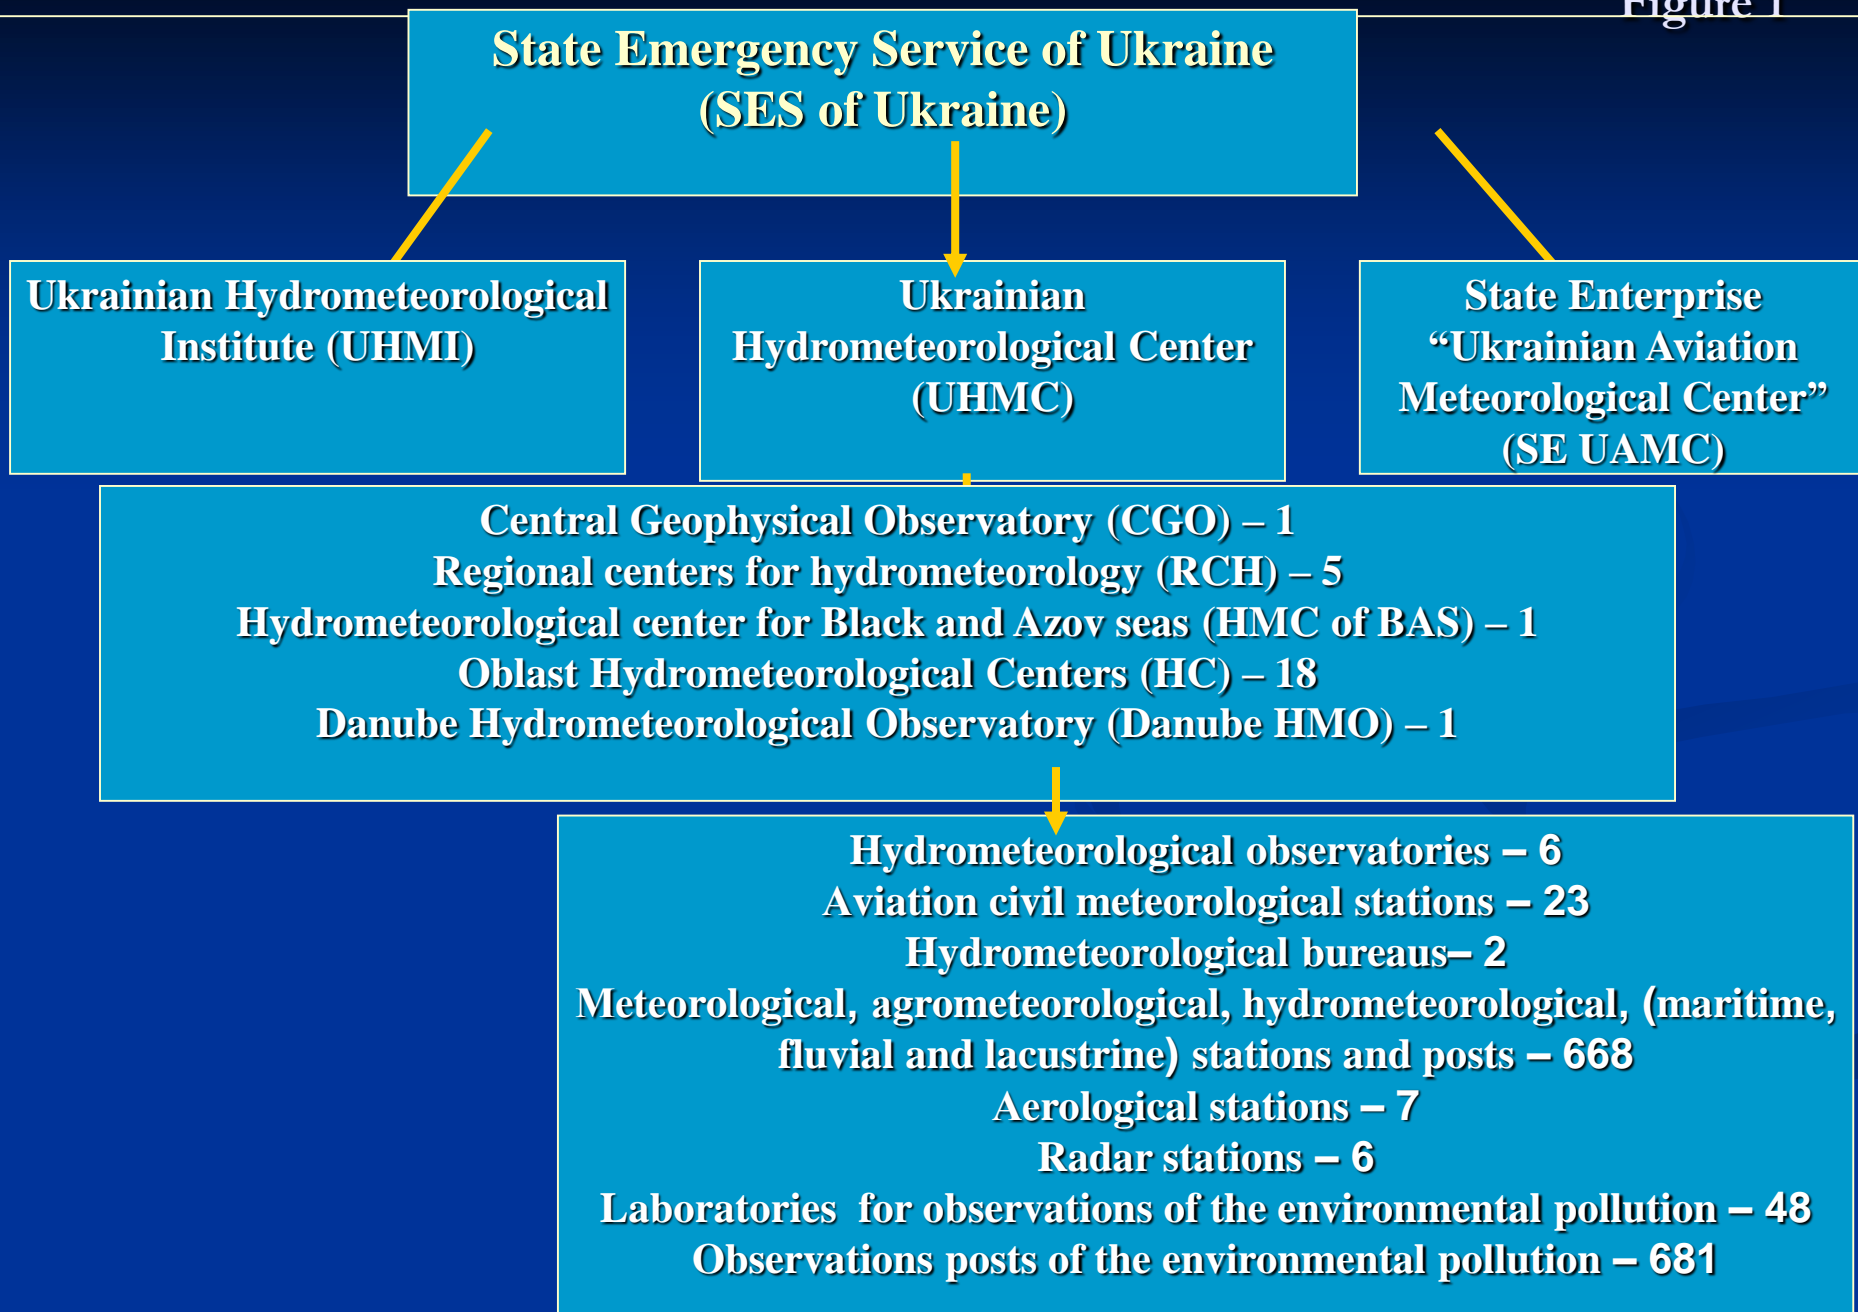 Figure 1
State Emergency Service of Ukraine
(SES of Ukraine)
Ukrainian Hydrometeorological
Institute (UHMI)
Ukrainian
Hydrometeorological Center
(UHMC)
State Enterprise
“Ukrainian Aviation
Meteorological Center”
(SE UAMC)
Central Geophysical Observatory (CGO) – 1
Regional centers for hydrometeorology (RCH) – 5
Hydrometeorological center for Black and Azov seas (HMC of BAS) – 1
Oblast Hydrometeorological Centers (HC) – 18
Danube Hydrometeorological Observatory (Danube HMO) – 1
Hydrometeorological observatories – 6
Aviation civil meteorological stations – 23
Hydrometeorological bureaus– 2
Meteorological, agrometeorological, hydrometeorological, (maritime,
fluvial and lacustrine) stations and posts – 668
Aerological stations – 7
Radar stations – 6
Laboratories  for observations of the environmental pollution – 48
Observations posts of the environmental pollution – 681